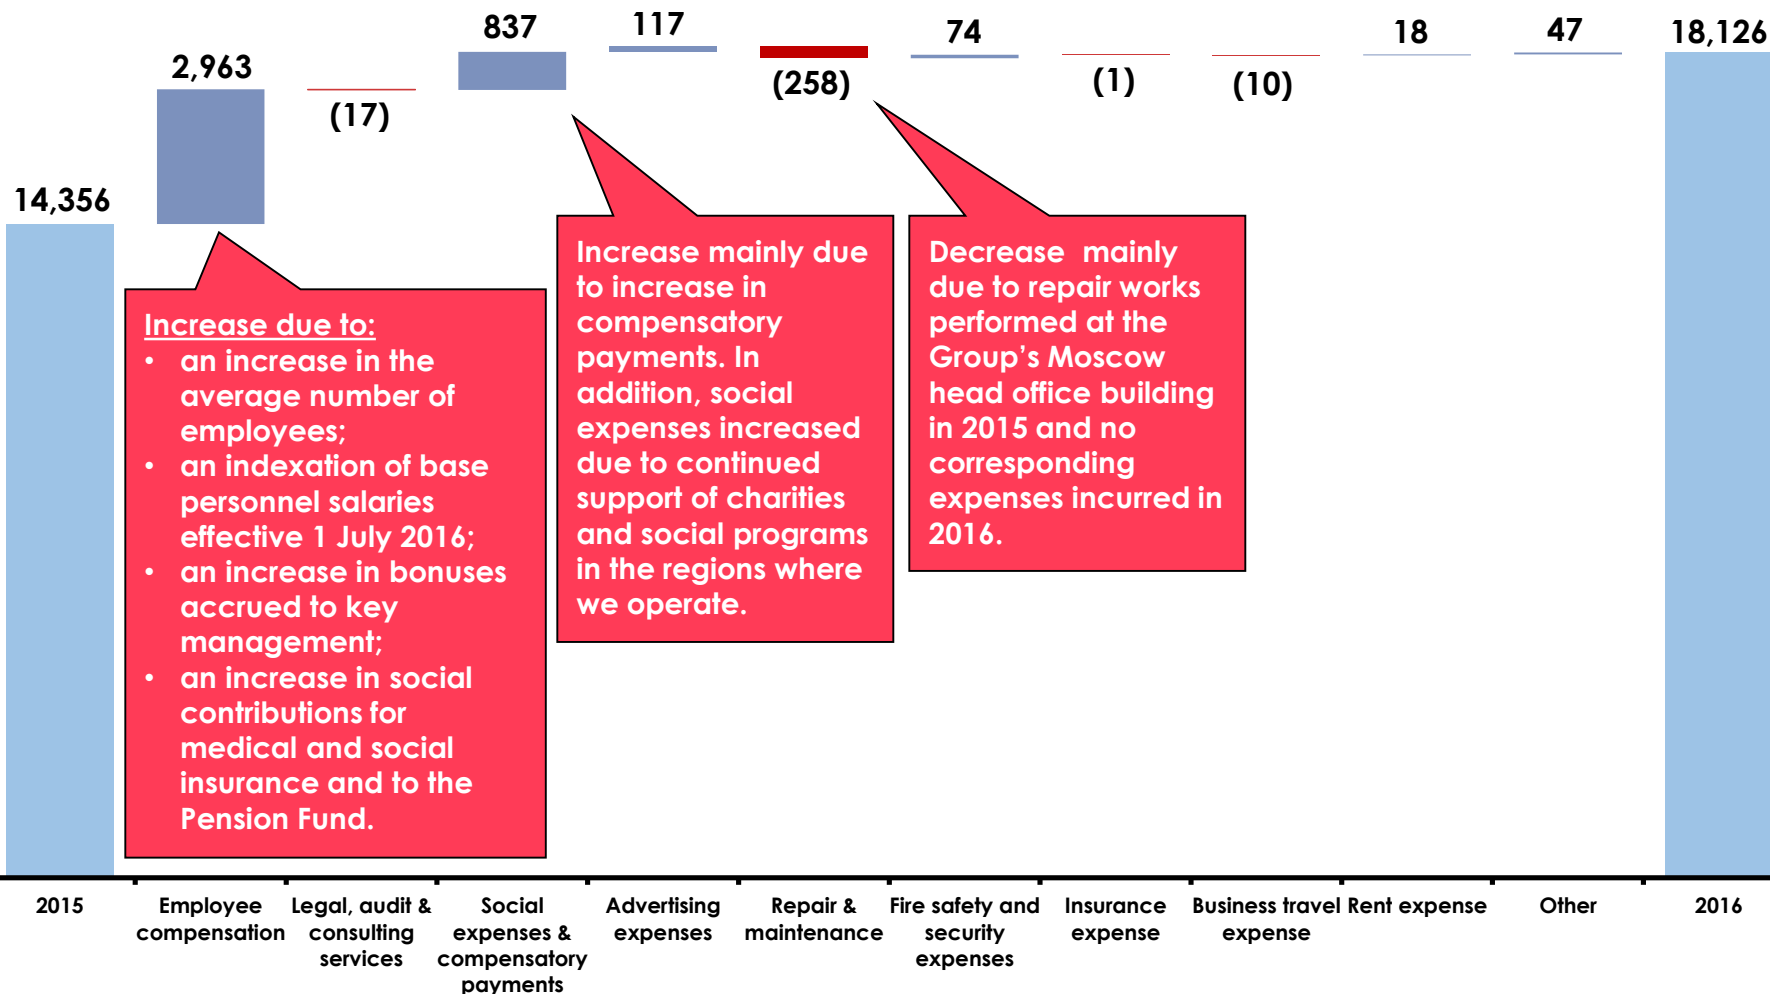 837
117
74
18
47
18,126
2,963
(258)
(1)
(10)
(17)
14,356
Increase due to:
• an increase in the
average number of
employees;
• an indexation of base
personnel salaries
effective 1 July 2016;
• an increase in bonuses
accrued to key
management;
• an increase in social
contributions for
medical and social
insurance and to the
Pension Fund.
Increase mainly due
to increase in
compensatory
payments. In
addition, social
expenses increased
due to continued
support of charities
and social programs
in the regions where
we operate.
Decrease mainly
due to repair works
performed at the
Group’s Moscow
head office building
in 2015 and no
corresponding
expenses incurred in
2016.
2015
Employee
compensation
Legal, audit &
consulting
services
Social
expenses &
compensatory
payments
Advertising
expenses
Repair &
maintenance
Fire safety and
security
expenses
Insurance
expense
Business travel
expense
Rent expense
Other
2016